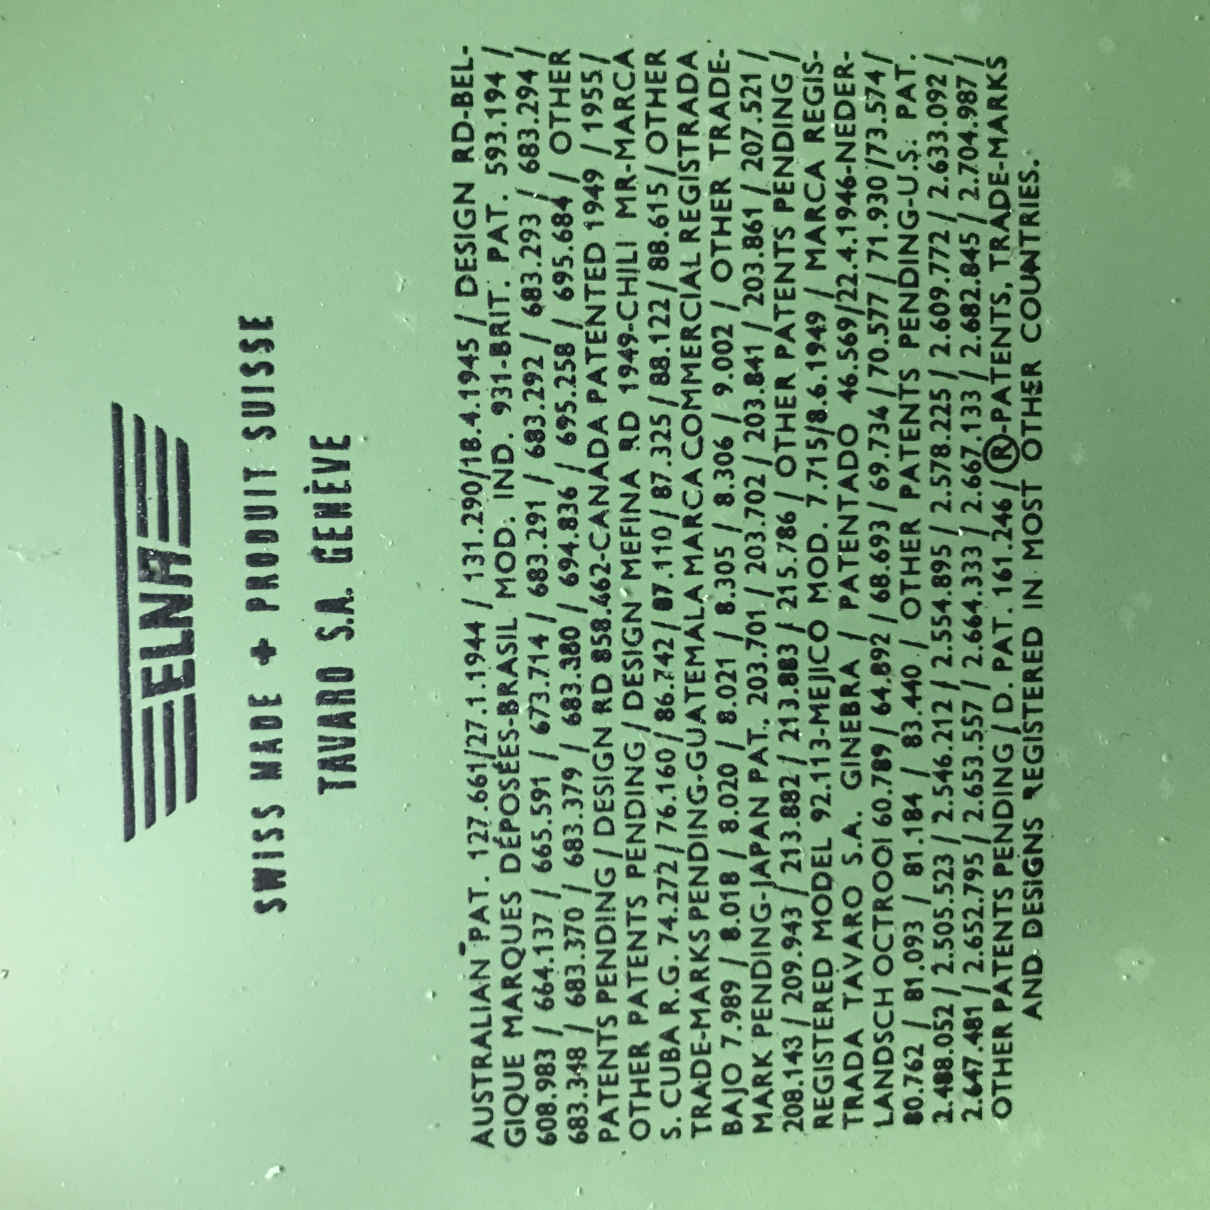 ELNA
SWISS MADE + PRODUIT SUISSE
TAVARO S.A. GENÈVE
AUSTRALIAN PAT. 127.661/27.1.1944 / 131.290/18.4.1945 / DESIGN RD-BEL-
GIQUE MARQUES DÉPOSÉES-BRASIL MOD. IND. 931-BRIT. PAT. 593.194 /
608.983 / 664.137 / 665.591 / 673.714 / 683.291 / 683.292 / 683.293 / 683.294 /
683.348 / 683.370 / 683.379 / 683.380 / 694.836 / 695.258 / 695.684 / OTHER
PATENTS PENDING / DESIGN RD 858.462-CANADA PATENTED 1949 / 1955 /
OTHER PATENTS PENDING / DESIGN MEFINA RD 1949-CHILI MR-MARCA
S. CUBA R.G. 74.272 / 76.160 / 86.742 / 87.110 / 87.325 / 88.122 / 88.615 / OTHER
TRADE-MARKS PENDING-GUATEMALA MARCA COMMERCIAL REGISTRADA
BAJO 7.989 / 8.018 / 8.020 / 8.021 / 8.305 / 8.306 / 9.002 / OTHER TRADE-
MARK PENDING-JAPAN PAT. 203.701 / 203.702 / 203.841 / 203.861 / 207.521 /
208.143 / 209.943 / 213.882 / 213.883 / 215.786 / OTHER PATENTS PENDING /
REGISTERED MODEL 92.113-MEJICO MOD. 7.715/8.6.1949 / MARCA REGIS-
TRADA TAVARO S.A. GINEBRA / PATENTADO 46.569/22.4.1946-NEDER-
LANDSCH OCTROOI 60.789 / 64.892 / 68.693 / 69.734 / 70.577 / 71.930 / 73.574 /
80.762 / 81.093 / 81.184 / 83.440 / OTHER PATENTS PENDING-U.S. PAT.
2.488.052 / 2.505.523 / 2.546.212 / 2.554.895 / 2.578.225 / 2.609.772 / 2.633.092 /
2.647.481 / 2.652.795 / 2.653.557 / 2.664.333 / 2.667.133 / 2.682.845 / 2.704.987 /
OTHER PATENTS PENDING / D. PAT. 161.246 / ®-PATENTS, TRADE-MARKS
AND DESIGNS REGISTERED IN MOST OTHER COUNTRIES.